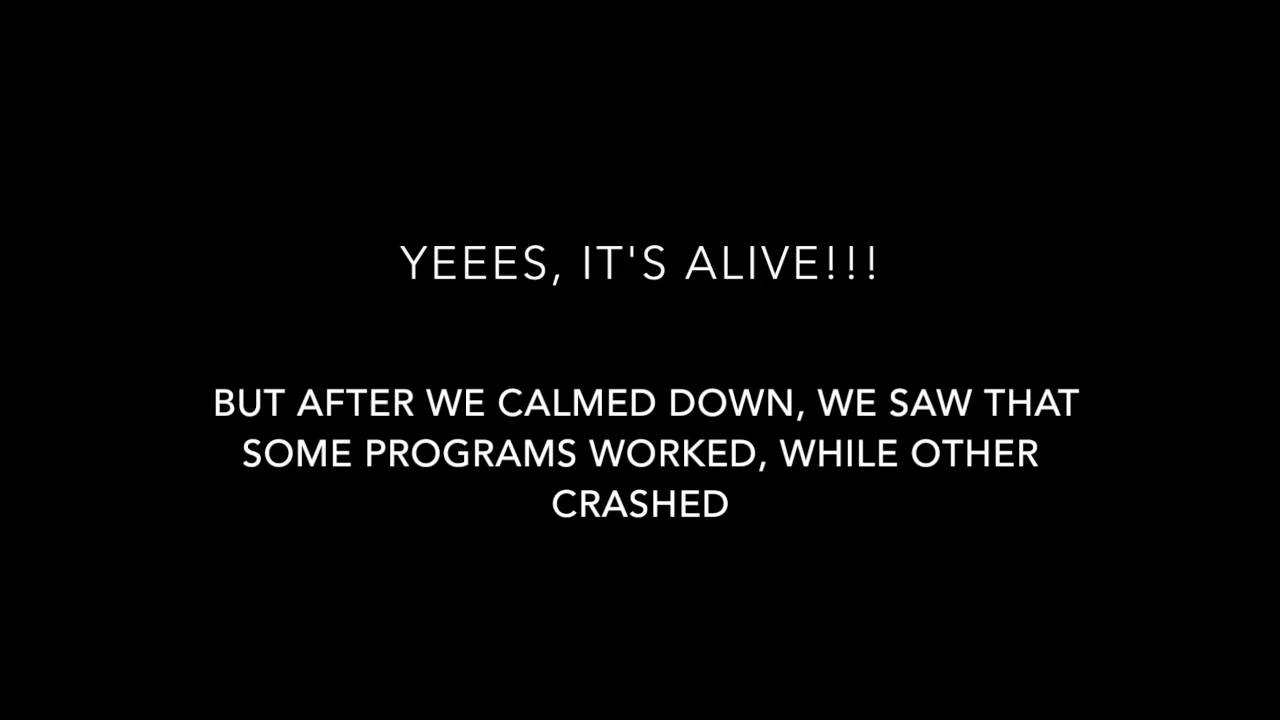 YEEES, IT'S ALIVE!!!
BUT AFTER WE CALMED DOWN, WE SAW THAT
SOME PROGRAMS WORKED, WHILE OTHER
CRASHED